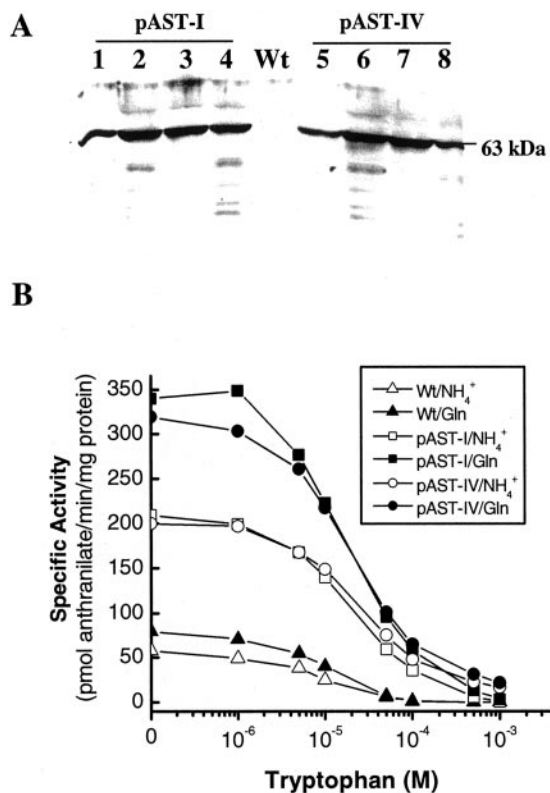 A
pAST-I pAST-IV
1 2 3 4 Wt 5 6 7 8
63 kDa
B
Specific Activity
(pmol anthranilate/min/mg protein)
350
300
250
200
150
100
50
0
Wt/NH₄⁺
Wt/Gln
pAST-I/NH₄⁺
pAST-I/Gln
pAST-IV/NH₄⁺
pAST-IV/Gln
0 10⁻⁶ 10⁻⁵ 10⁻⁴ 10⁻³
Tryptophan (M)